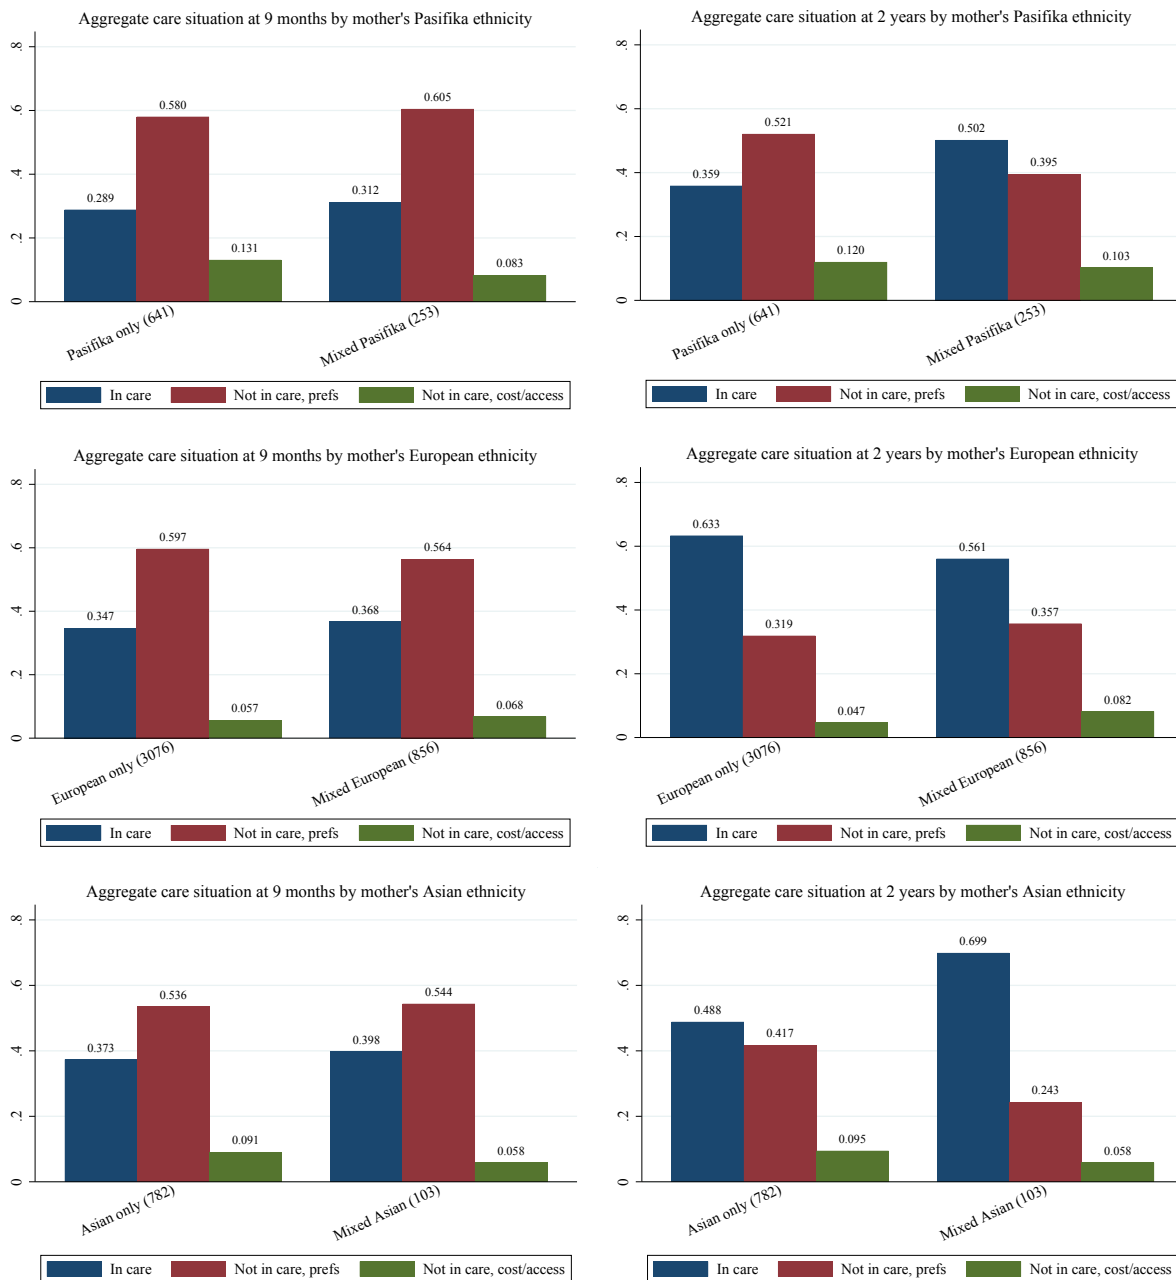 Aggregate care situation at 9 months by mother's Pasifika ethnicity
.8
.6
.4
.2
0
0.289
0.580
0.131
0.312
0.605
0.083
Pasifika only (641)
Mixed Pasifika (253)
In care
Not in care, prefs
Not in care, cost/access
Aggregate care situation at 2 years by mother's Pasifika ethnicity
.8
.6
.4
.2
0
0.359
0.521
0.120
0.502
0.395
0.103
Pasifika only (641)
Mixed Pasifika (253)
In care
Not in care, prefs
Not in care, cost/access
Aggregate care situation at 9 months by mother's European ethnicity
.8
.6
.4
.2
0
0.347
0.597
0.057
0.368
0.564
0.068
European only (3076)
Mixed European (856)
In care
Not in care, prefs
Not in care, cost/access
Aggregate care situation at 2 years by mother's European ethnicity
.8
.6
.4
.2
0
0.633
0.319
0.047
0.561
0.357
0.082
European only (3076)
Mixed European (856)
In care
Not in care, prefs
Not in care, cost/access
Aggregate care situation at 9 months by mother's Asian ethnicity
.8
.6
.4
.2
0
0.373
0.536
0.091
0.398
0.544
0.058
Asian only (782)
Mixed Asian (103)
In care
Not in care, prefs
Not in care, cost/access
Aggregate care situation at 2 years by mother's Asian ethnicity
.8
.6
.4
.2
0
0.488
0.417
0.095
0.699
0.243
0.058
Asian only (782)
Mixed Asian (103)
In care
Not in care, prefs
Not in care, cost/access